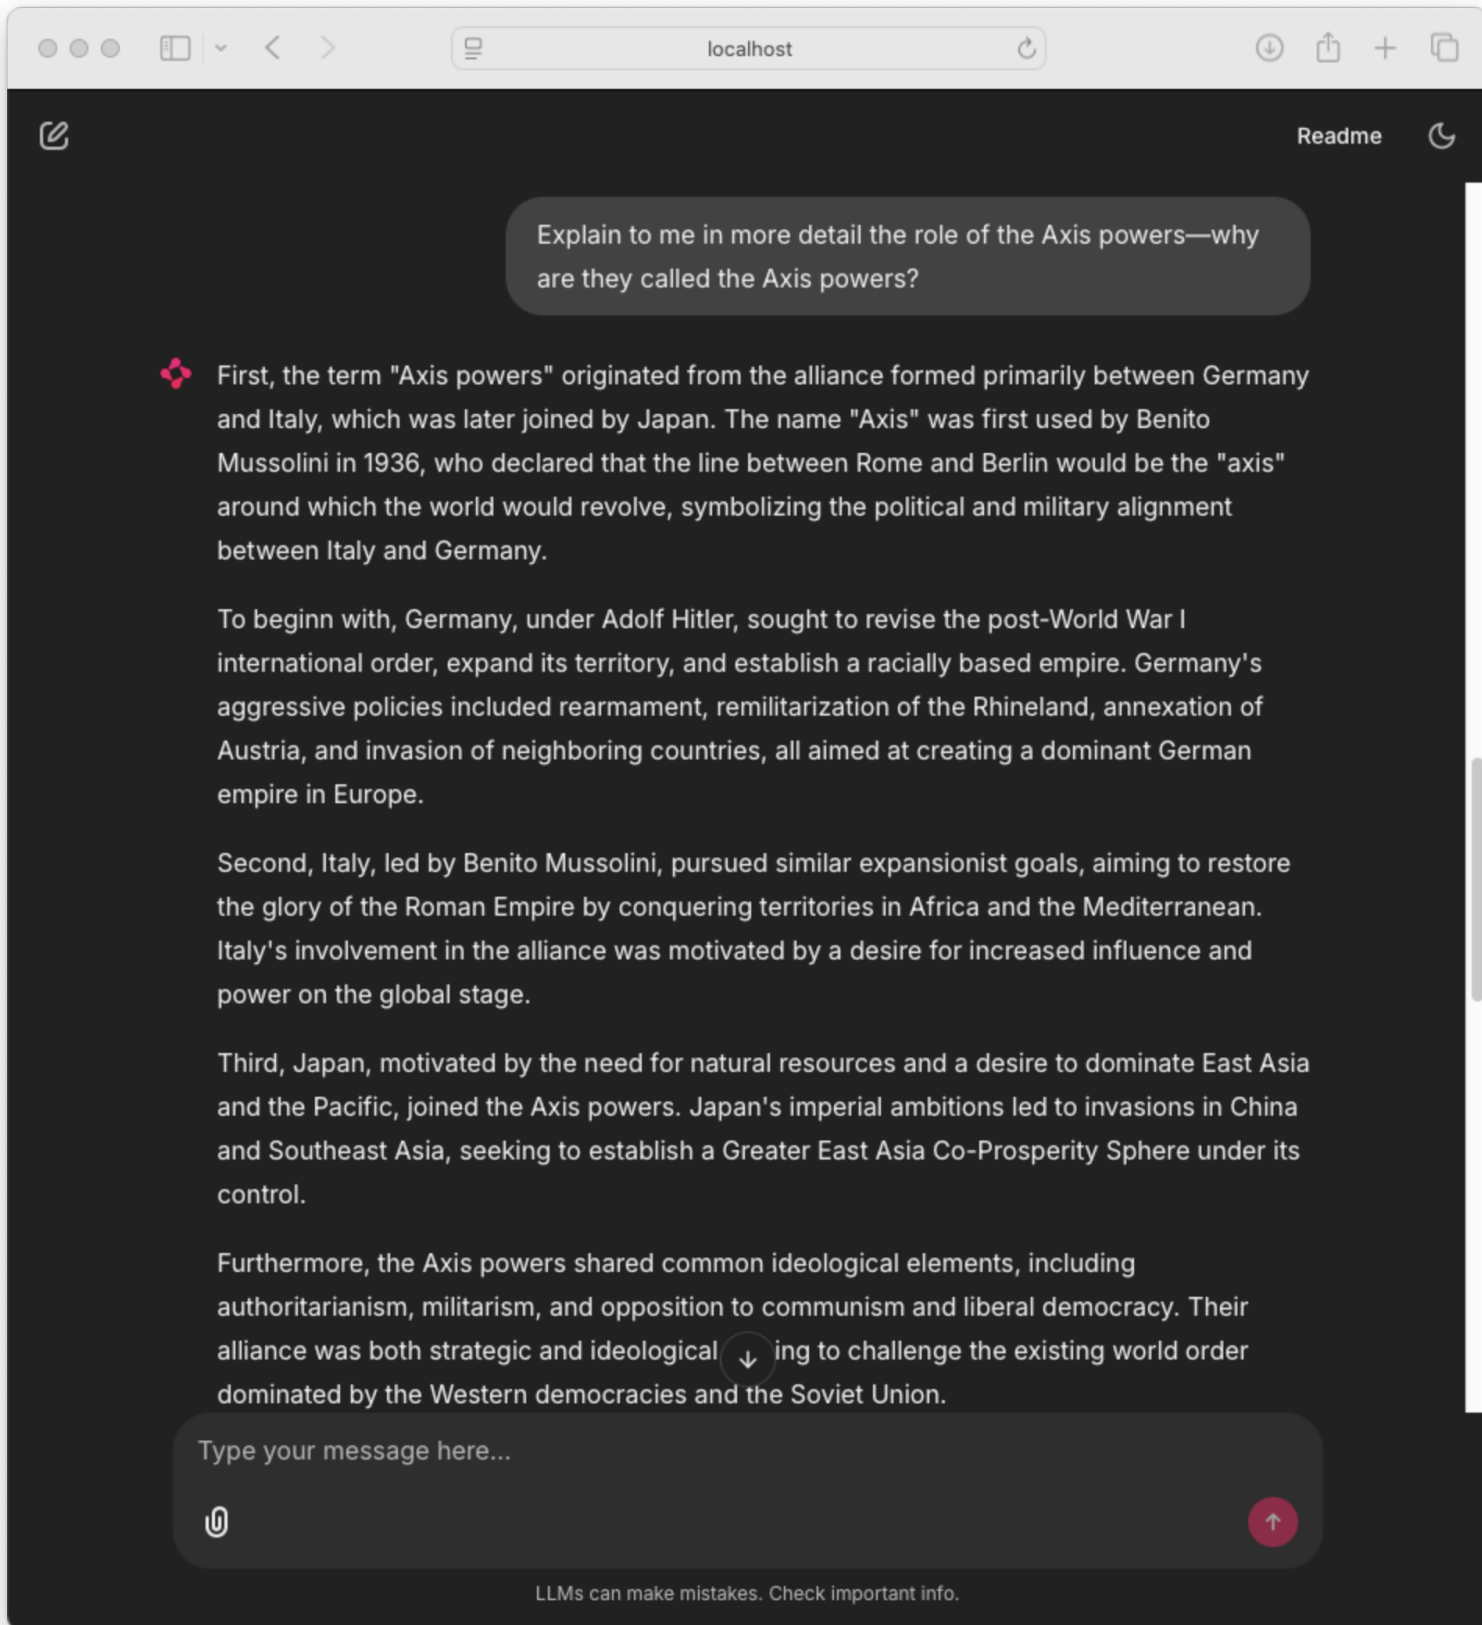 localhost
Readme
Explain to me in more detail the role of the Axis powers—why
are they called the Axis powers?
First, the term "Axis powers" originated from the alliance formed primarily between Germany
and Italy, which was later joined by Japan. The name "Axis" was first used by Benito
Mussolini in 1936, who declared that the line between Rome and Berlin would be the "axis"
around which the world would revolve, symbolizing the political and military alignment
between Italy and Germany.
To beginn with, Germany, under Adolf Hitler, sought to revise the post-World War I
international order, expand its territory, and establish a racially based empire. Germany's
aggressive policies included rearmament, remilitarization of the Rhineland, annexation of
Austria, and invasion of neighboring countries, all aimed at creating a dominant German
empire in Europe.
Second, Italy, led by Benito Mussolini, pursued similar expansionist goals, aiming to restore
the glory of the Roman Empire by conquering territories in Africa and the Mediterranean.
Italy's involvement in the alliance was motivated by a desire for increased influence and
power on the global stage.
Third, Japan, motivated by the need for natural resources and a desire to dominate East Asia
and the Pacific, joined the Axis powers. Japan's imperial ambitions led to invasions in China
and Southeast Asia, seeking to establish a Greater East Asia Co-Prosperity Sphere under its
control.
Furthermore, the Axis powers shared common ideological elements, including
authoritarianism, militarism, and opposition to communism and liberal democracy. Their
alliance was both strategic and ideological ing to challenge the existing world order
dominated by the Western democracies and the Soviet Union.
Type your message here...
LLMs can make mistakes. Check important info.